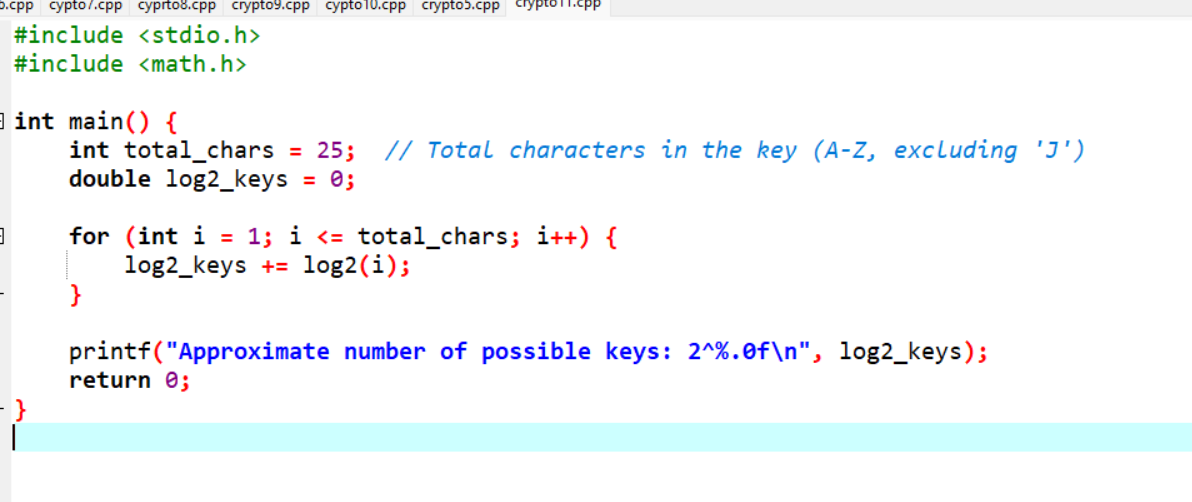 6.cpp cypto7.cpp cyprto8.cpp crypto9.cpp cypto10.cpp crypto5.cpp crypto11.cpp
#include <stdio.h>
#include <math.h>
int main() {
    int total_chars = 25;  // Total characters in the key (A-Z, excluding 'J')
    double log2_keys = 0;
    for (int i = 1; i <= total_chars; i++) {
        log2_keys += log2(i);
    }
    printf("Approximate number of possible keys: 2^%.0f\n", log2_keys);
    return 0;
}